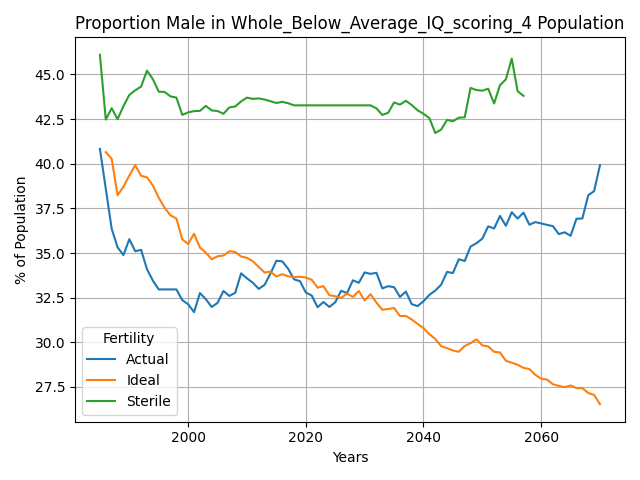 Proportion Male in Whole_Below_Average_IQ_scoring_4 Population
% of Population
45.0
42.5
40.0
37.5
35.0
32.5
30.0
27.5
Fertility
Actual
Ideal
Sterile
2000
2020
2040
2060
Years